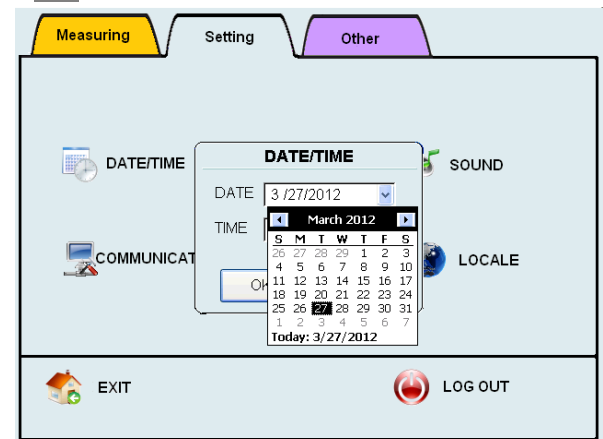 Measuring Setting Other
DATE/TIME
DATE/TIME SOUND
DATE 3 /27/2012
TIME
March 2012
S M T W T F S
26 27 28 29 1 2 3
4 5 6 7 8 9 10
COMMUNICAT LOCALE
11 12 13 14 15 16 17
18 19 20 21 22 23 24
25 26 27 28 29 30 31
1 2 3 4 5 6 7
Today: 3/27/2012
EXIT LOG OUT